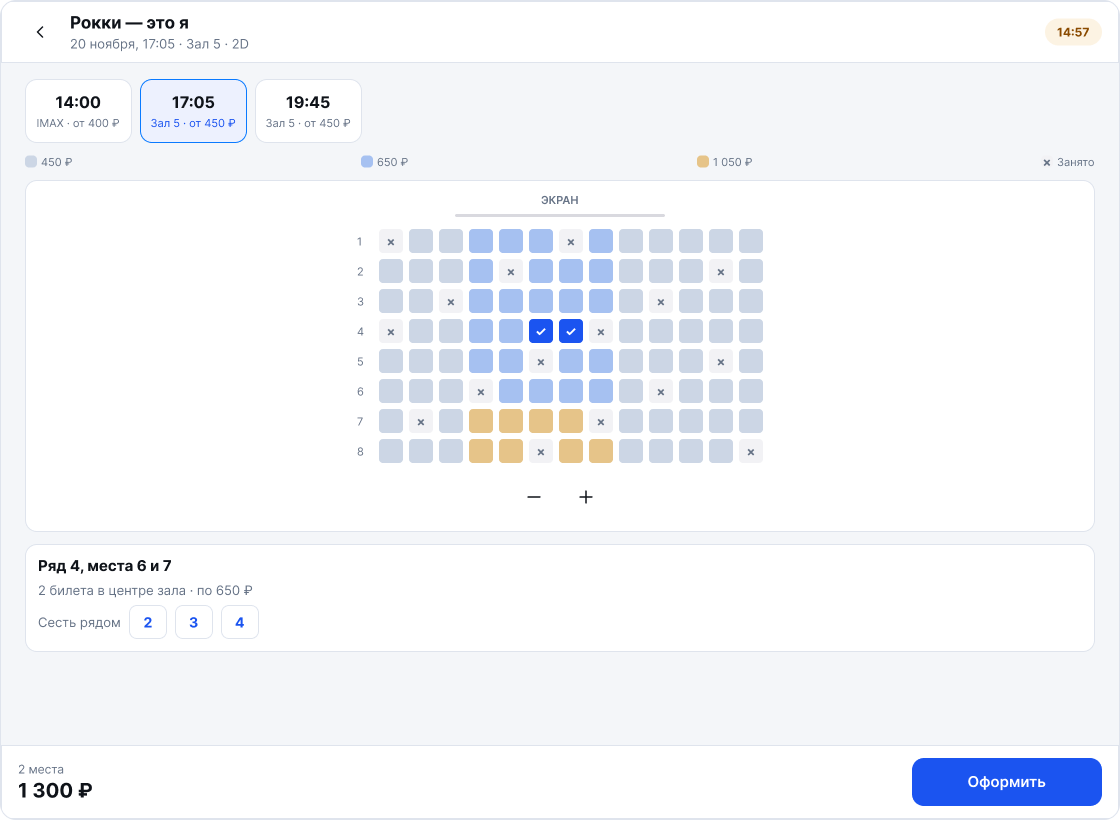 Рокки — это я
20 ноября, 17:05 · Зал 5 · 2D
14:57
14:00
IMAX · от 400 ₽
17:05
Зал 5 · от 450 ₽
19:45
Зал 5 · от 450 ₽
450 ₽
650 ₽
1 050 ₽
× Занято
ЭКРАН
1
2
3
4
5
6
7
8
− +
Ряд 4, места 6 и 7
2 билета в центре зала · по 650 ₽
Сесть рядом 2 3 4
2 места
1 300 ₽
Оформить